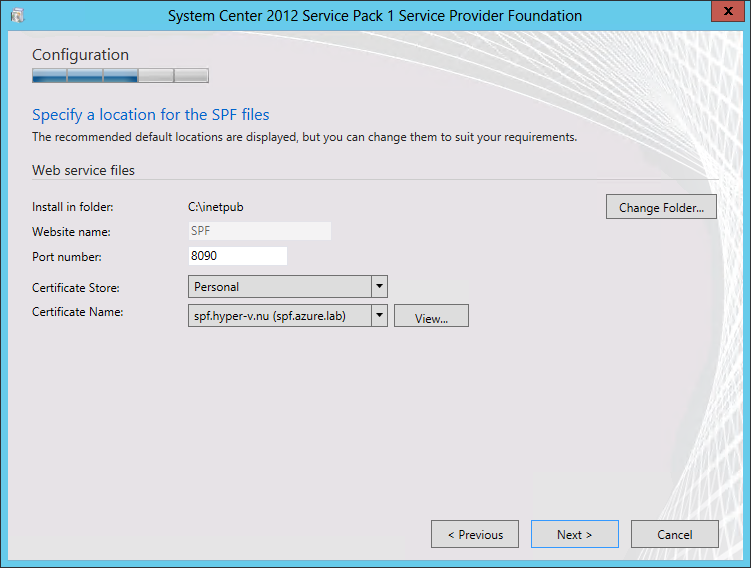 System Center 2012 Service Pack 1 Service Provider Foundation
x
Configuration
Specify a location for the SPF files
The recommended default locations are displayed, but you can change them to suit your requirements.
Web service files
Install in folder: C:\inetpub Change Folder...
Website name: SPF
Port number: 8090
Certificate Store: Personal
Certificate Name: spf.hyper-v.nu (spf.azure.lab) View...
< Previous Next > Cancel